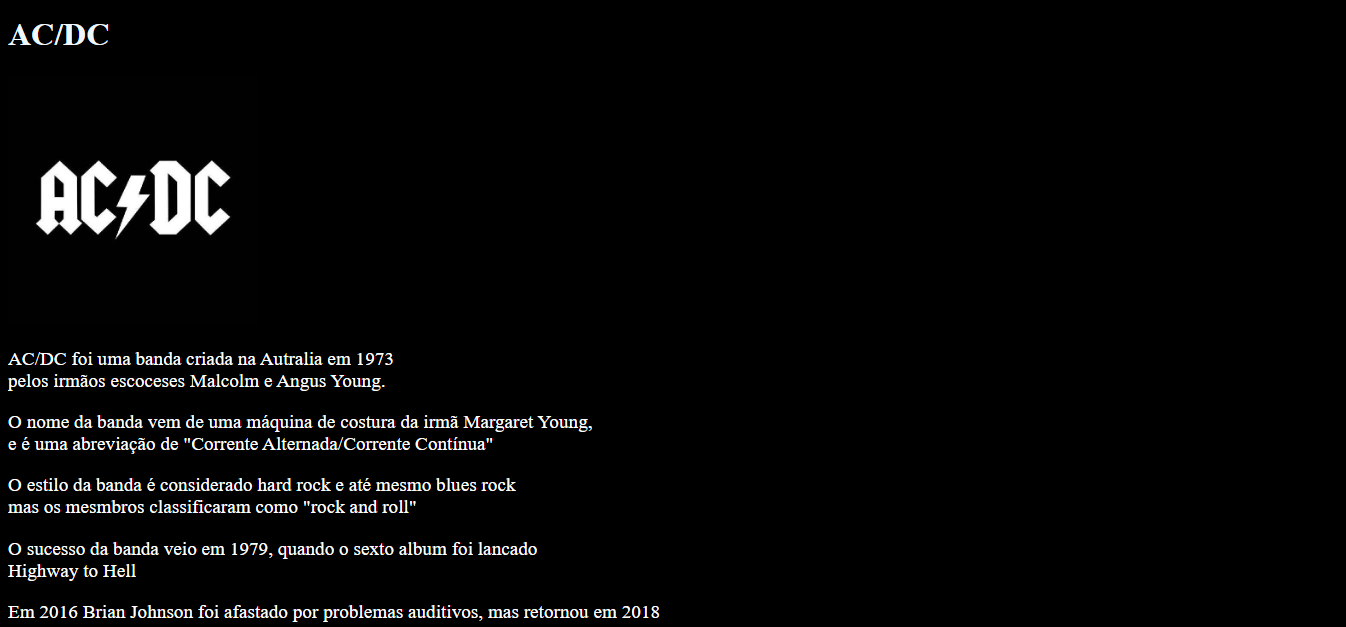 AC/DC
AC/DC
AC/DC foi uma banda criada na Autralia em 1973
pelos irmãos escoceses Malcolm e Angus Young.
O nome da banda vem de uma máquina de costura da irmã Margaret Young,
e é uma abreviação de "Corrente Alternada/Corrente Contínua"
O estilo da banda é considerado hard rock e até mesmo blues rock
mas os mesmbros classificaram como "rock and roll"
O sucesso da banda veio em 1979, quando o sexto album foi lancado
Highway to Hell
Em 2016 Brian Johnson foi afastado por problemas auditivos, mas retornou em 2018